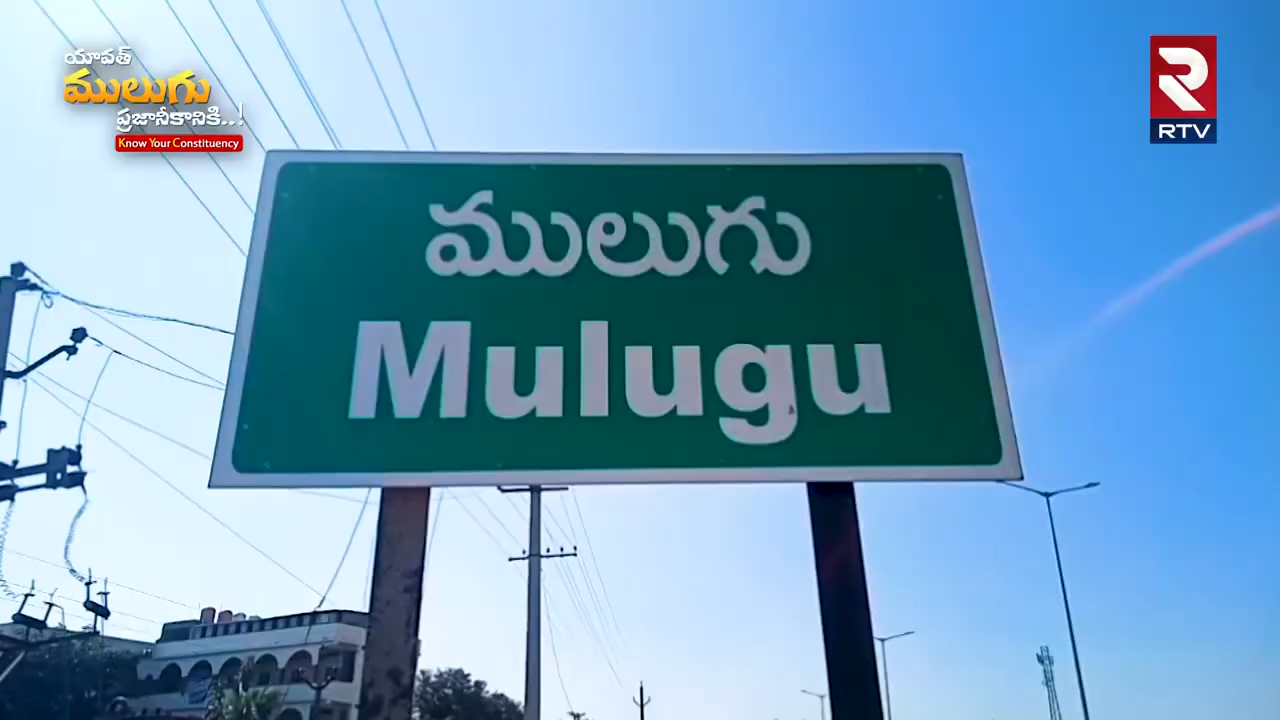 యావత్
ములుగు
ప్రజానీకానికి..!
Know Your Constituency
RTV
ములుగు
Mulugu